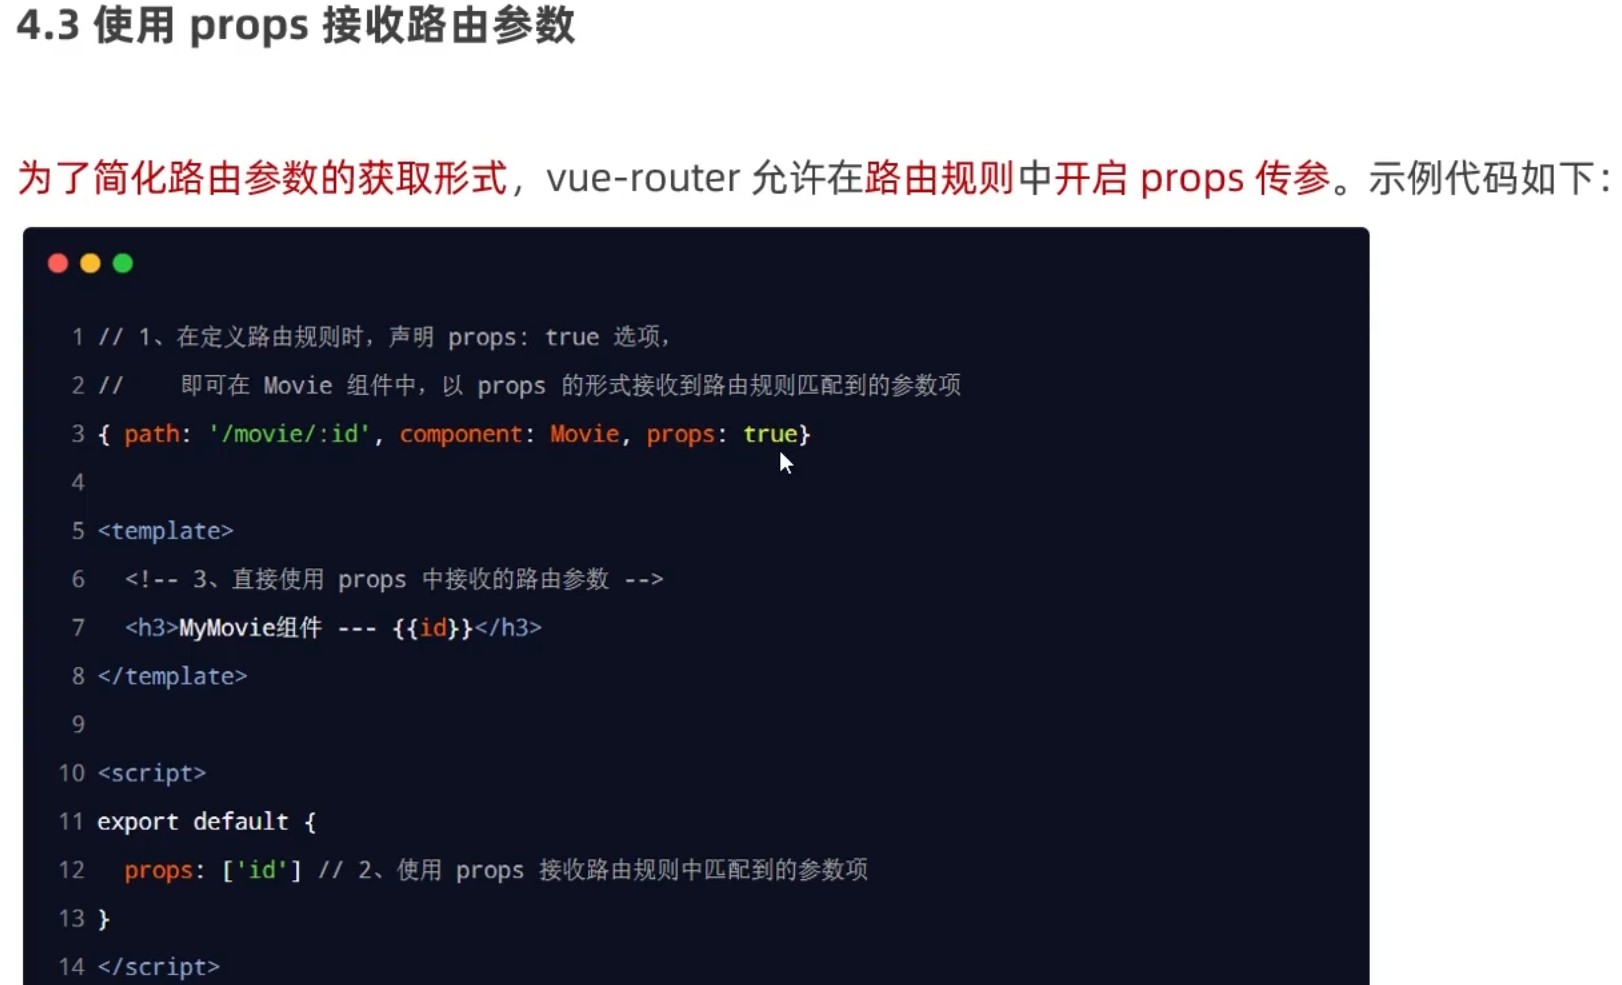 4.3 使用 props 接收路由参数
为了简化路由参数的获取形式，vue-router 允许在路由规则中开启 props 传参。示例代码如下：
1 // 1、在定义路由规则时，声明 props: true 选项，
2 //    即可在 Movie 组件中，以 props 的形式接收到路由规则匹配到的参数项
3 { path: '/movie/:id', component: Movie, props: true}
4
5 <template>
6   <!-- 3、直接使用 props 中接收的路由参数 -->
7   <h3>MyMovie组件 --- {{id}}</h3>
8 </template>
9
10 <script>
11 export default {
12   props: ['id'] // 2、使用 props 接收路由规则中匹配到的参数项
13 }
14 </script>